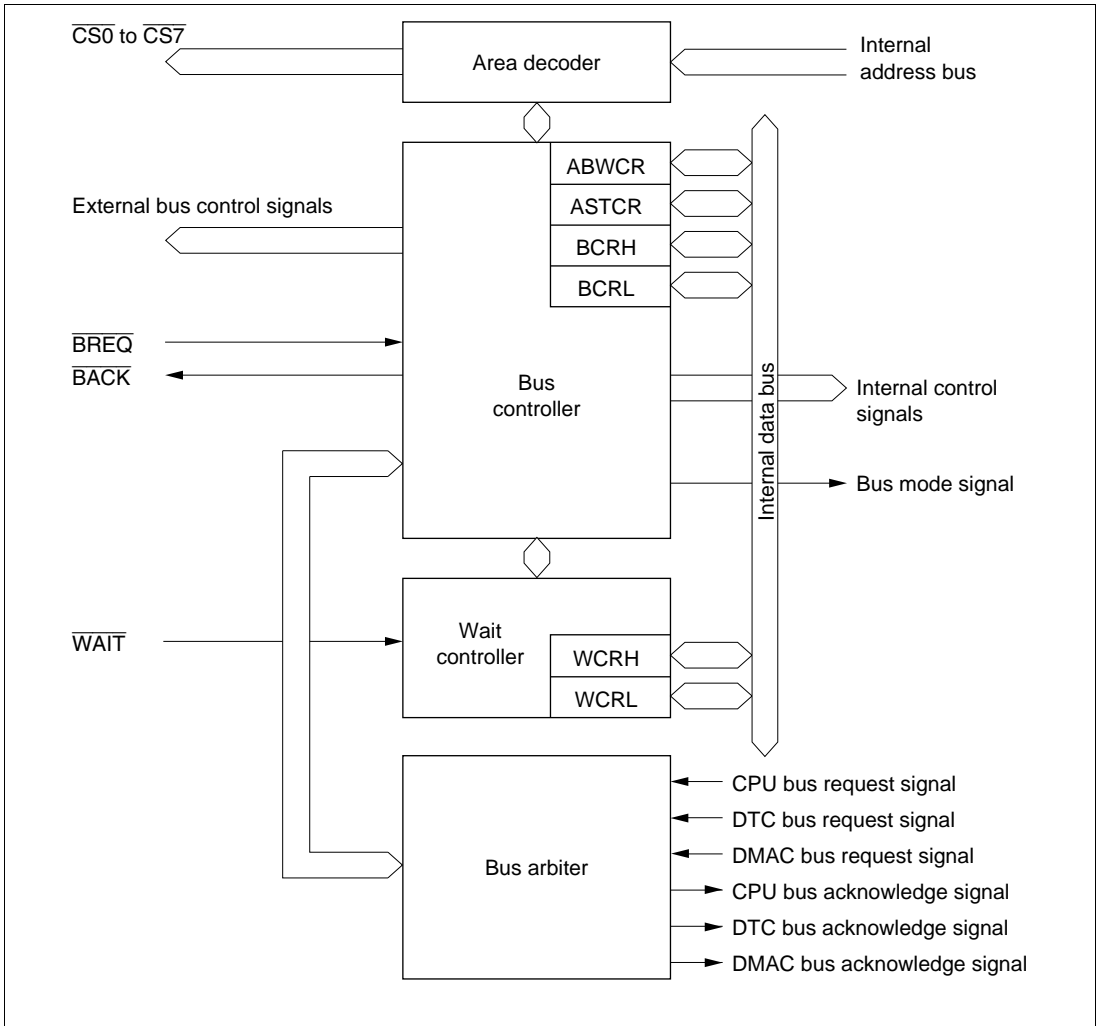 CS0 to CS7
Area decoder
Internal
address bus
ABWCR
ASTCR
BCRH
BCRL
External bus control signals
BREQ
BACK
Bus
controller
Internal data bus
Internal control
signals
Bus mode signal
WAIT
Wait
controller
WCRH
WCRL
Bus arbiter
CPU bus request signal
DTC bus request signal
DMAC bus request signal
CPU bus acknowledge signal
DTC bus acknowledge signal
DMAC bus acknowledge signal